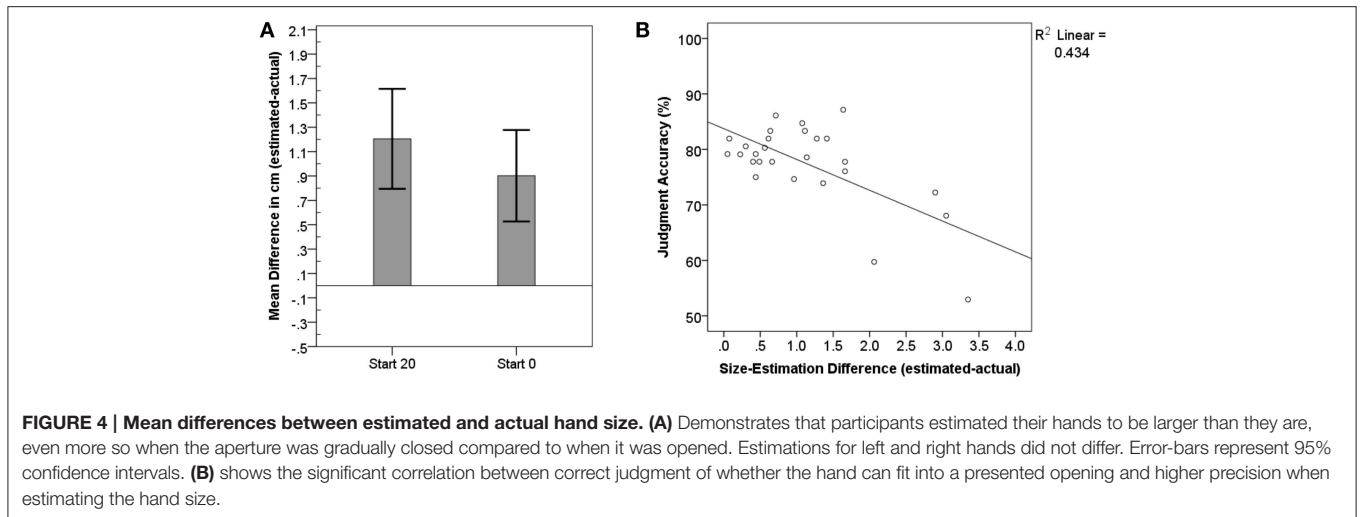 A
Mean Difference in cm (estimated-actual)
2.1
1.9
1.7
1.5
1.3
1.1
.9
.7
.5
.3
.1
-.1
-.3
-.5
Start 20
Start 0
B
Judgment Accuracy (%)
100
90
80
70
60
50
.0
.5
1.0
1.5
2.0
2.5
3.0
3.5
4.0
Size-Estimation Difference (estimated-actual)
R² Linear =
0.434
FIGURE 4 | Mean differences between estimated and actual hand size. (A) Demonstrates that participants estimated their hands to be larger than they are,
even more so when the aperture was gradually closed compared to when it was opened. Estimations for left and right hands did not differ. Error-bars represent 95%
confidence intervals. (B) shows the significant correlation between correct judgment of whether the hand can fit into a presented opening and higher precision when
estimating the hand size.